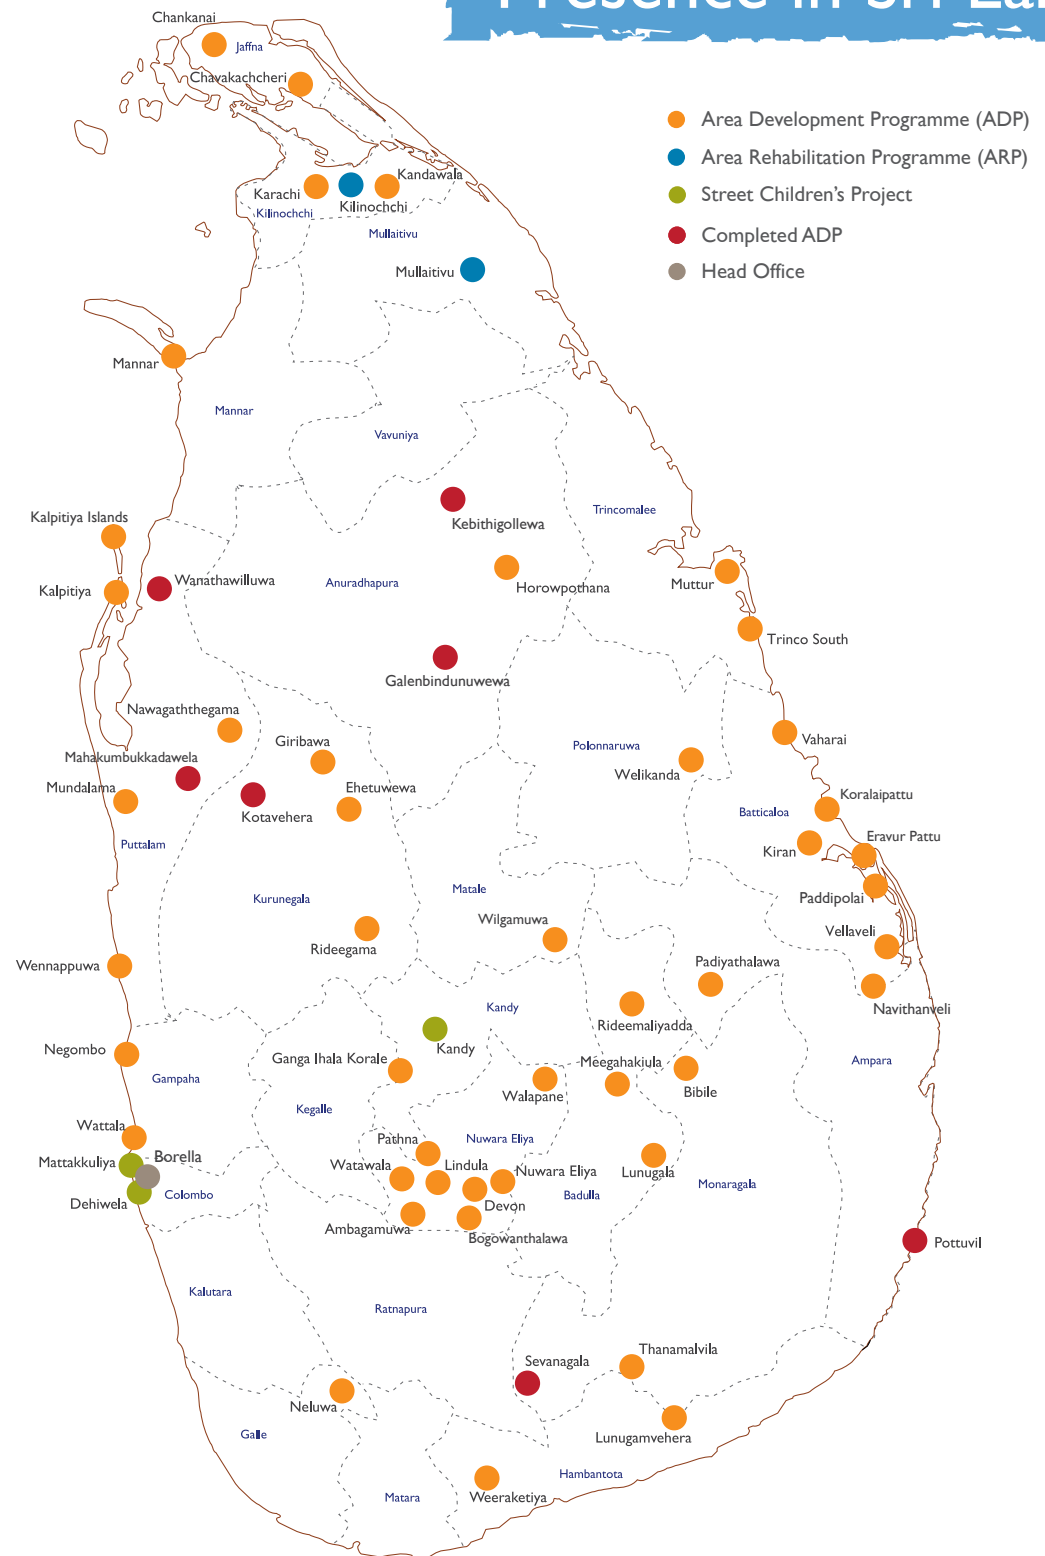 Presence in Sri Lan
Chankanai
Jaffna
Chavakachcheri
Area Development Programme (ADP)
Area Rehabilitation Programme (ARP)
Street Children's Project
Completed ADP
Head Office
Kandawala
Karachi
Kilinochchi
Kilinochchi
Mullaitivu
Mullaitivu
Mannar
Mannar
Vavuniya
Kebithigollewa
Trincomalee
Kalpitiya Islands
Wanathawilluwa
Anuradhapura
Horowpothana
Muttur
Kalpitiya
Trinco South
Galenbindunuwewa
Nawagaththegama
Giribawa
Vaharai
Polonnaruwa
Mahakumbukkadawela
Welikanda
Mundalama
Ehetuwewa
Koralaipattu
Kotavehera
Batticaloa
Eravur Pattu
Puttalam
Kiran
Matale
Kurunegala
Paddipolai
Wilgamuwa
Vellaveli
Rideegama
Padiyathalawa
Wennappuwa
Kandy
Navithanveli
Rideemaliyadda
Kandy
Negombo
Ganga Ihala Korale
Meegahakiula
Ampara
Gampaha
Walapane
Bibile
Kegalle
Wattala
Pathna
Nuwara Eliya
Borella
Mattakkuliya
Watawala
Lindula
Nuwara Eliya
Lunugala
Monaragala
Colombo
Badulla
Dehiwela
Devon
Ambagamuwa
Bogowanthalawa
Pottuvil
Kalutara
Ratnapura
Thanamalvila
Sevanagala
Neluwa
Galle
Lunugamvehera
Hambantota
Matara
Weeraketiya